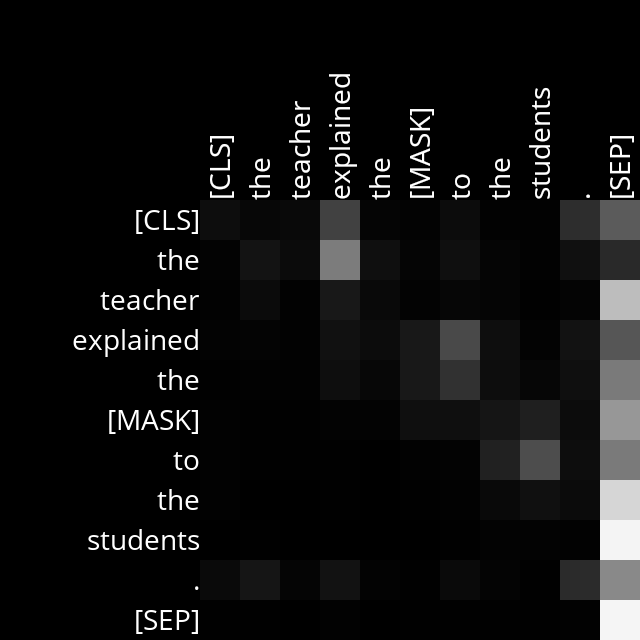 [CLS]
the
teacher
explained
the
[MASK]
to
the
students
.
[SEP]
[CLS]
the
teacher
explained
the
[MASK]
to
the
students
.
[SEP]